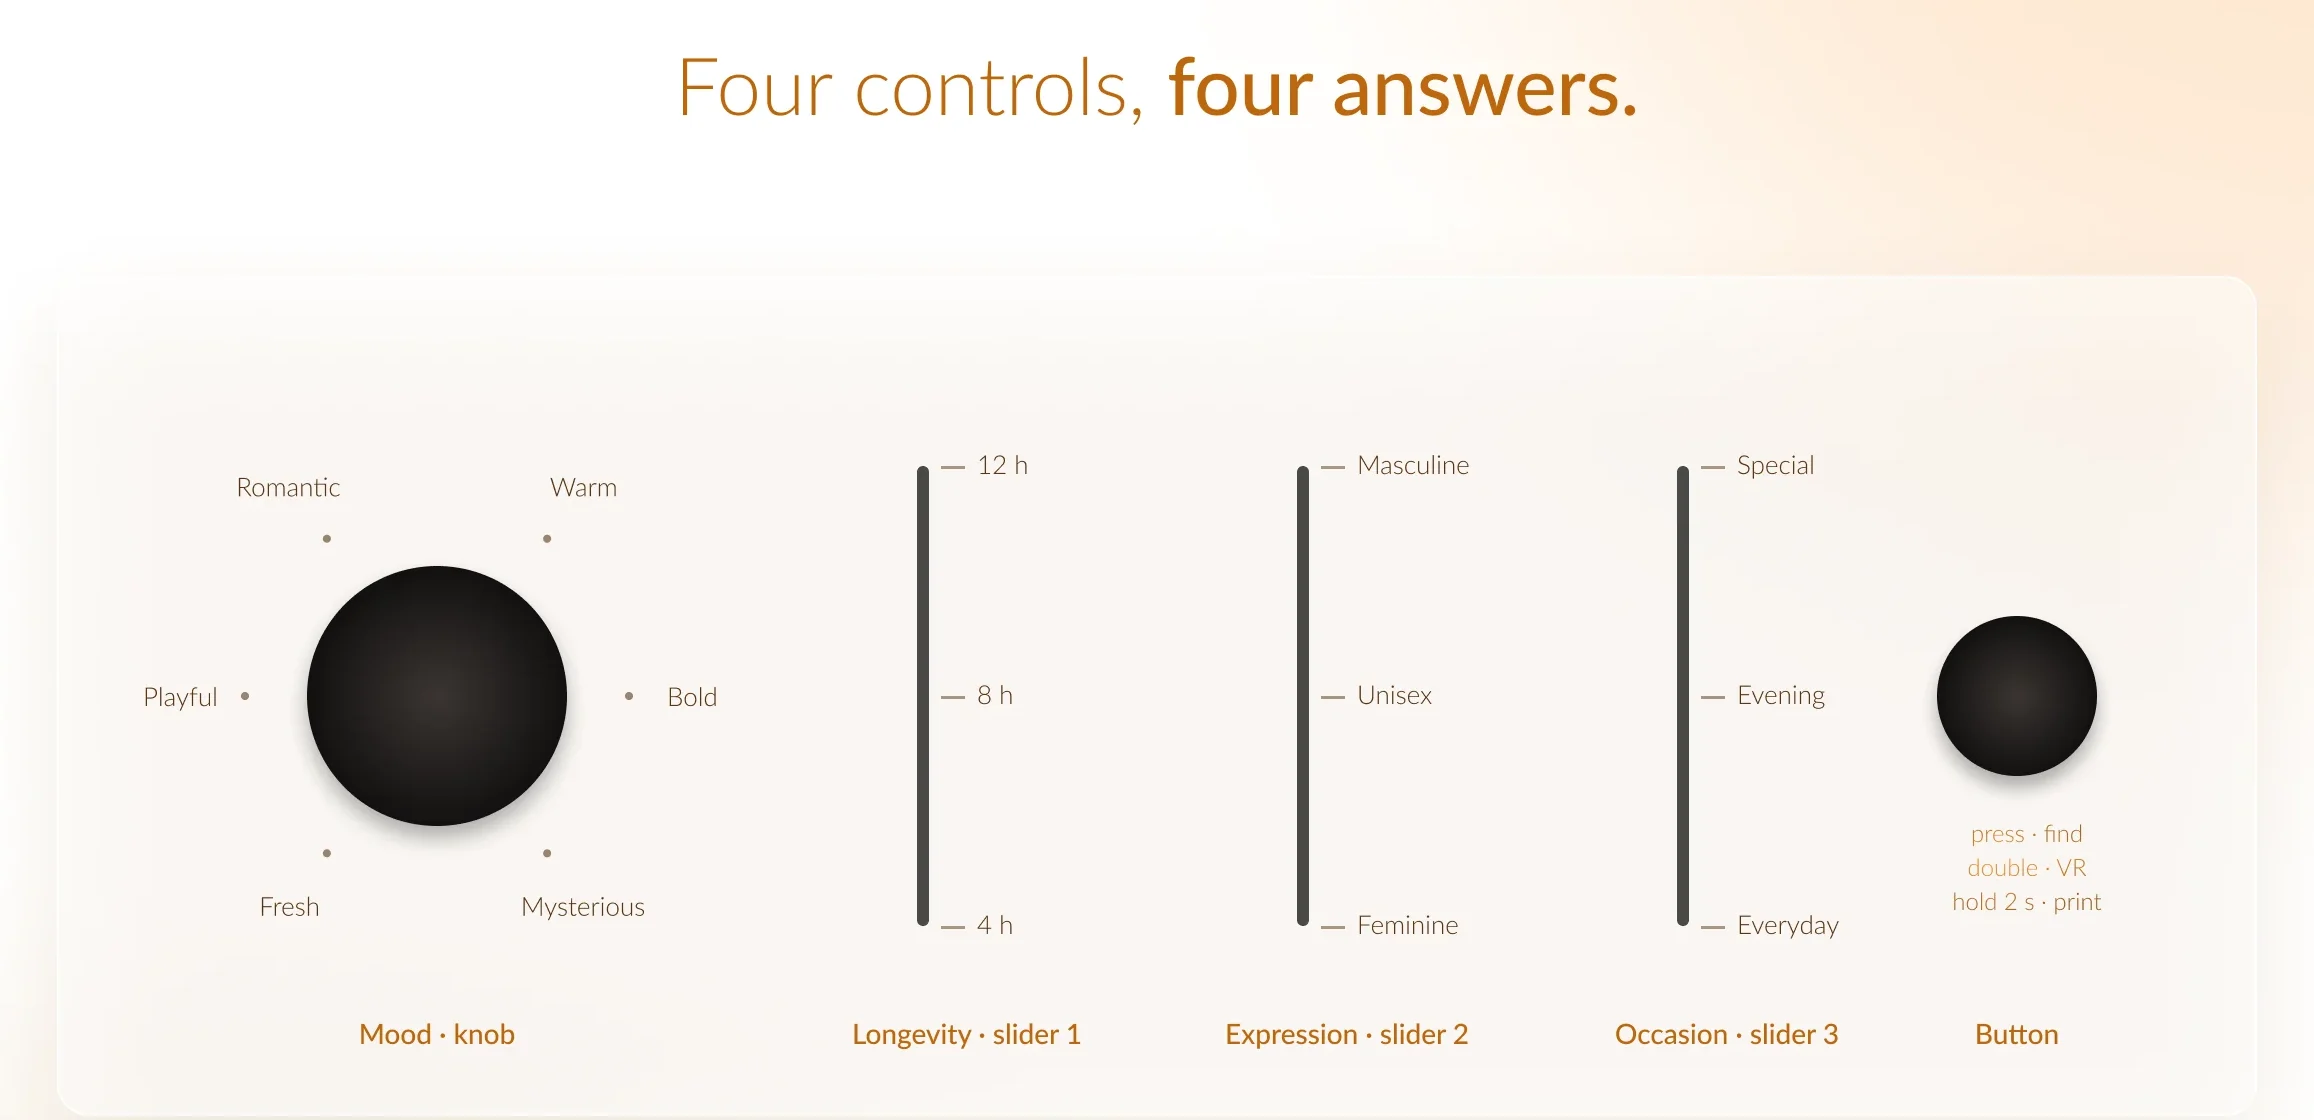 Four controls, four answers.
Romantic
Warm
Playful
Bold
Fresh
Mysterious
Mood · knob
12 h
8 h
4 h
Longevity · slider 1
Masculine
Unisex
Feminine
Expression · slider 2
Special
Evening
Everyday
Occasion · slider 3
press · find
double · VR
hold 2 s · print
Button